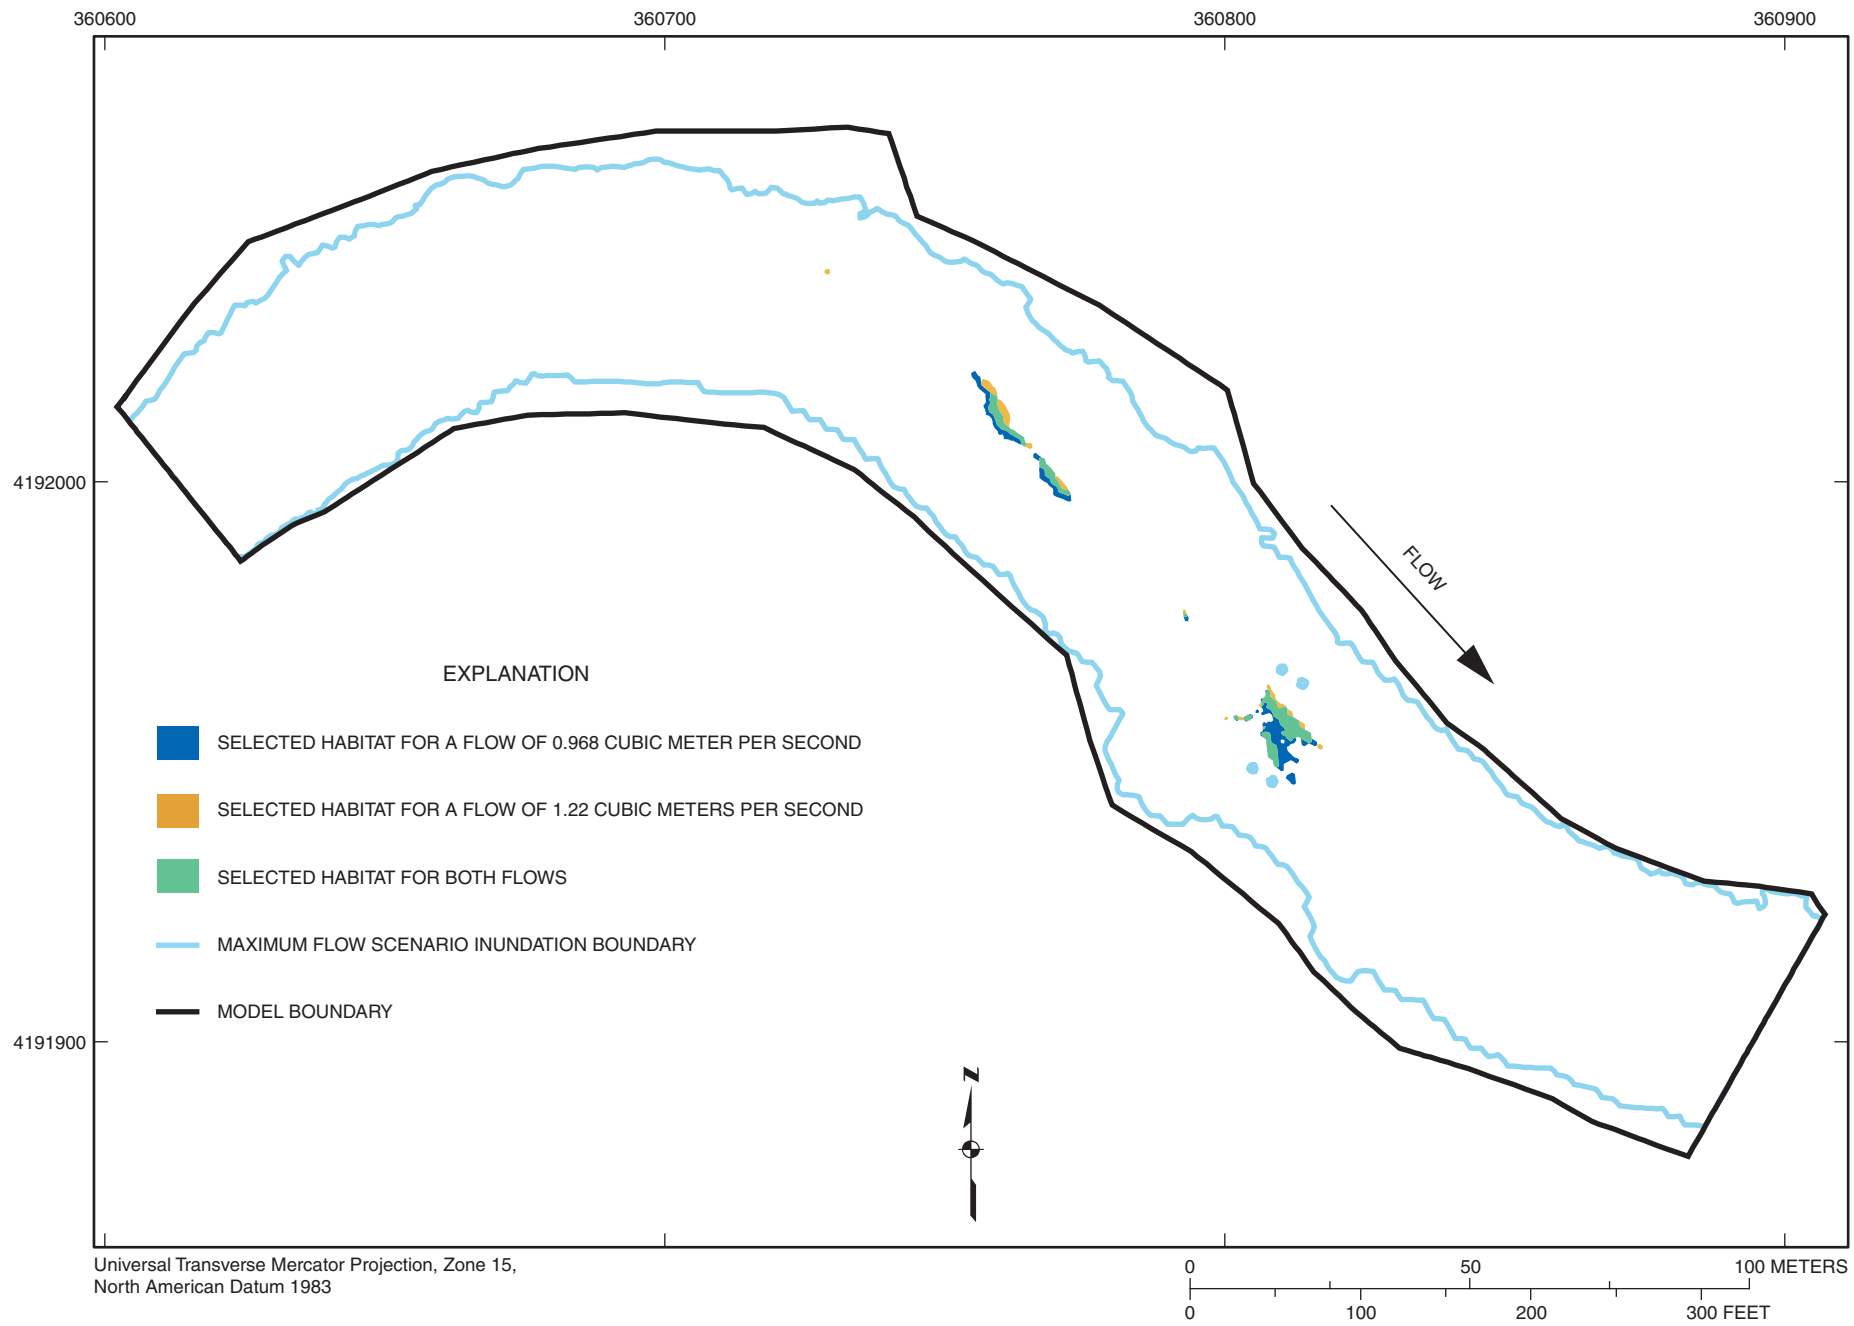 360600 360700 360800 360900
4192000
FLOW
EXPLANATION
SELECTED HABITAT FOR A FLOW OF 0.968 CUBIC METER PER SECOND
SELECTED HABITAT FOR A FLOW OF 1.22 CUBIC METERS PER SECOND
SELECTED HABITAT FOR BOTH FLOWS
MAXIMUM FLOW SCENARIO INUNDATION BOUNDARY
MODEL BOUNDARY
4191900
N
Universal Transverse Mercator Projection, Zone 15,
North American Datum 1983
0 50 100 METERS
0 100 200 300 FEET